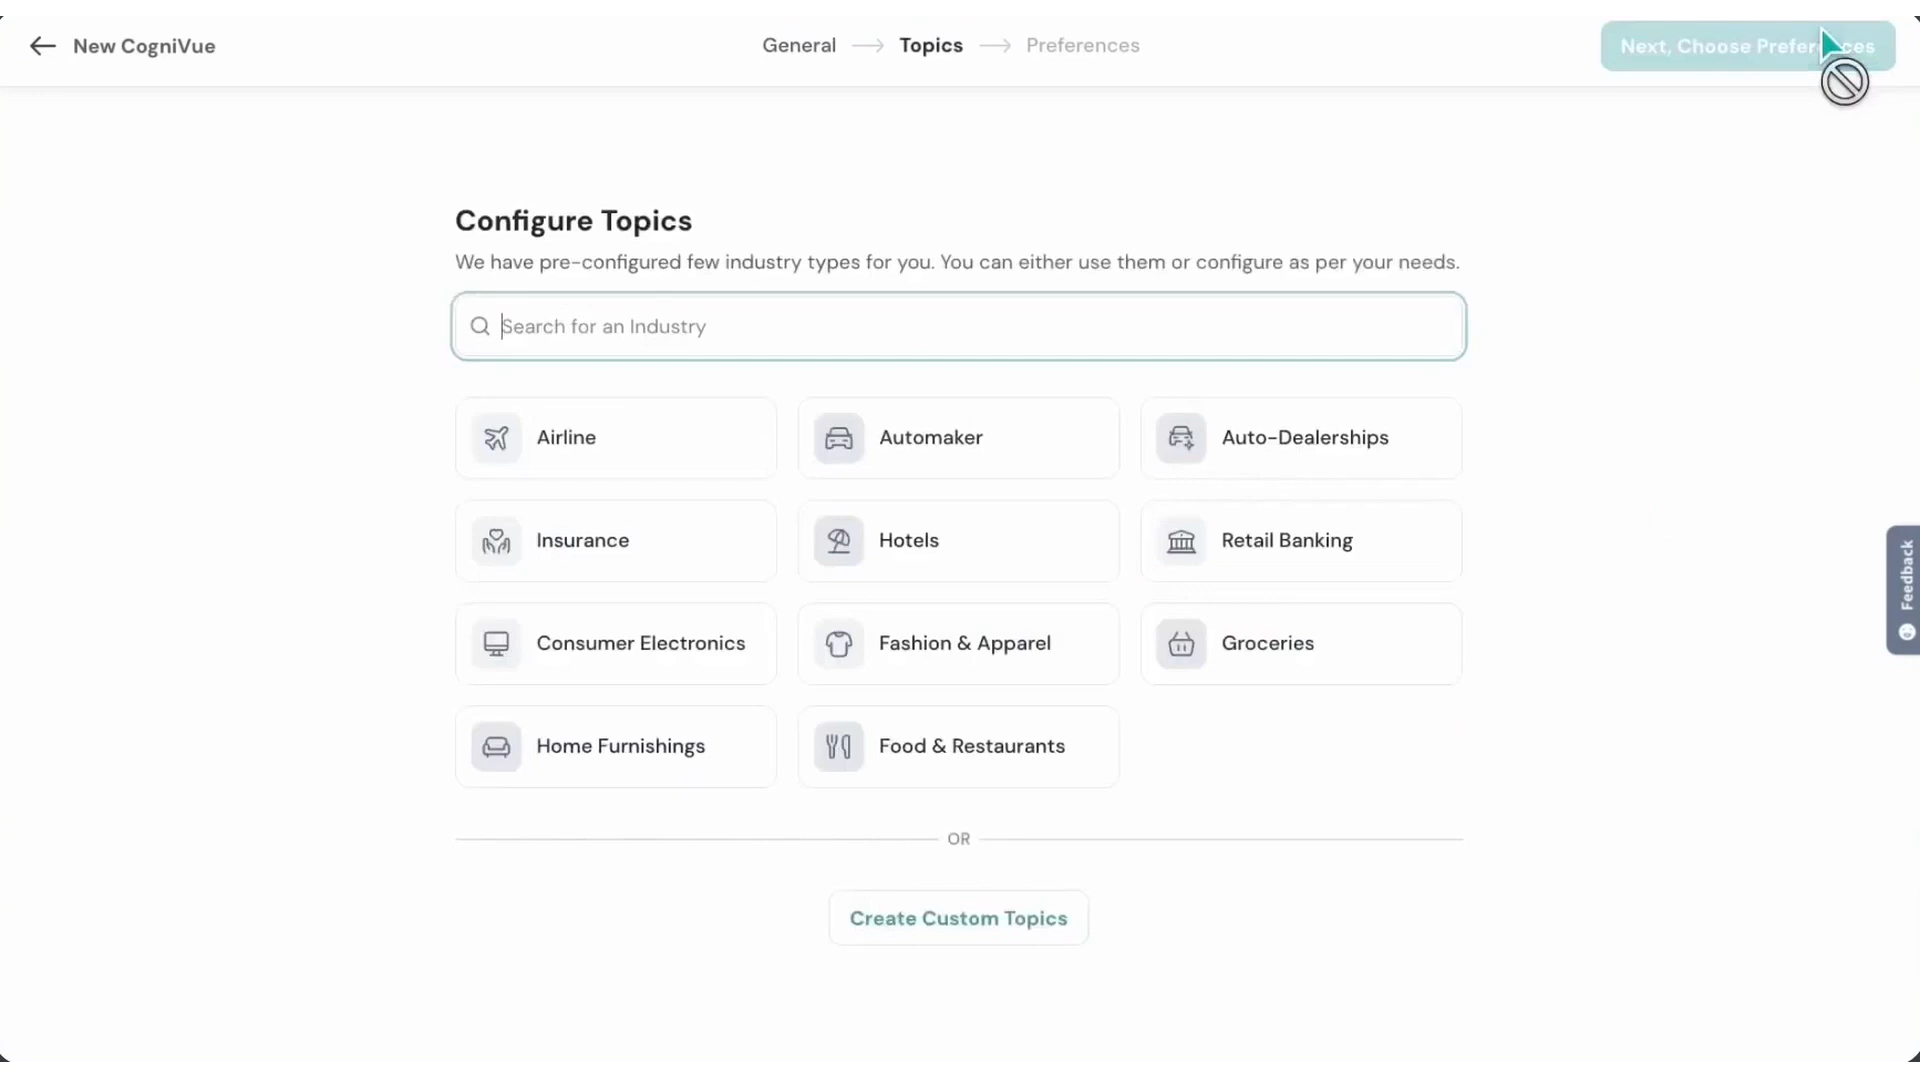 New CogniVue
General
Topics
Preferences
Next, Choose Prefer ces
Configure Topics
We have pre-configured few industry types for you. You can either use them or configure as per your needs.
Search for an Industry
Airline
Automaker
Auto-Dealerships
Insurance
Hotels
Retail Banking
Consumer Electronics
Fashion & Apparel
Groceries
Home Furnishings
Food & Restaurants
OR
Create Custom Topics
Feedback